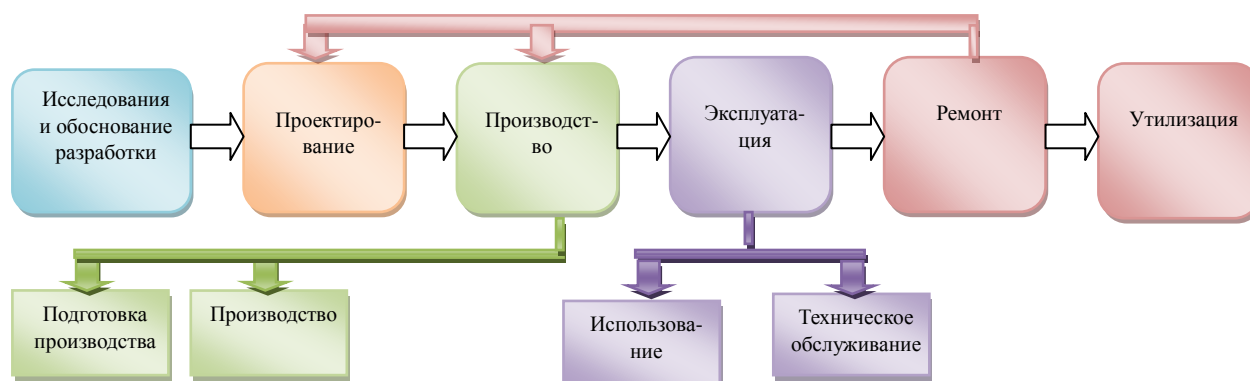 Исследования
и обоснование
разработки
Проектиро-
вание
Производст-
во
Эксплуата-
ция
Ремонт
Утилизация
Подготовка
производства
Производство
Использова-
ние
Техническое
обслуживание